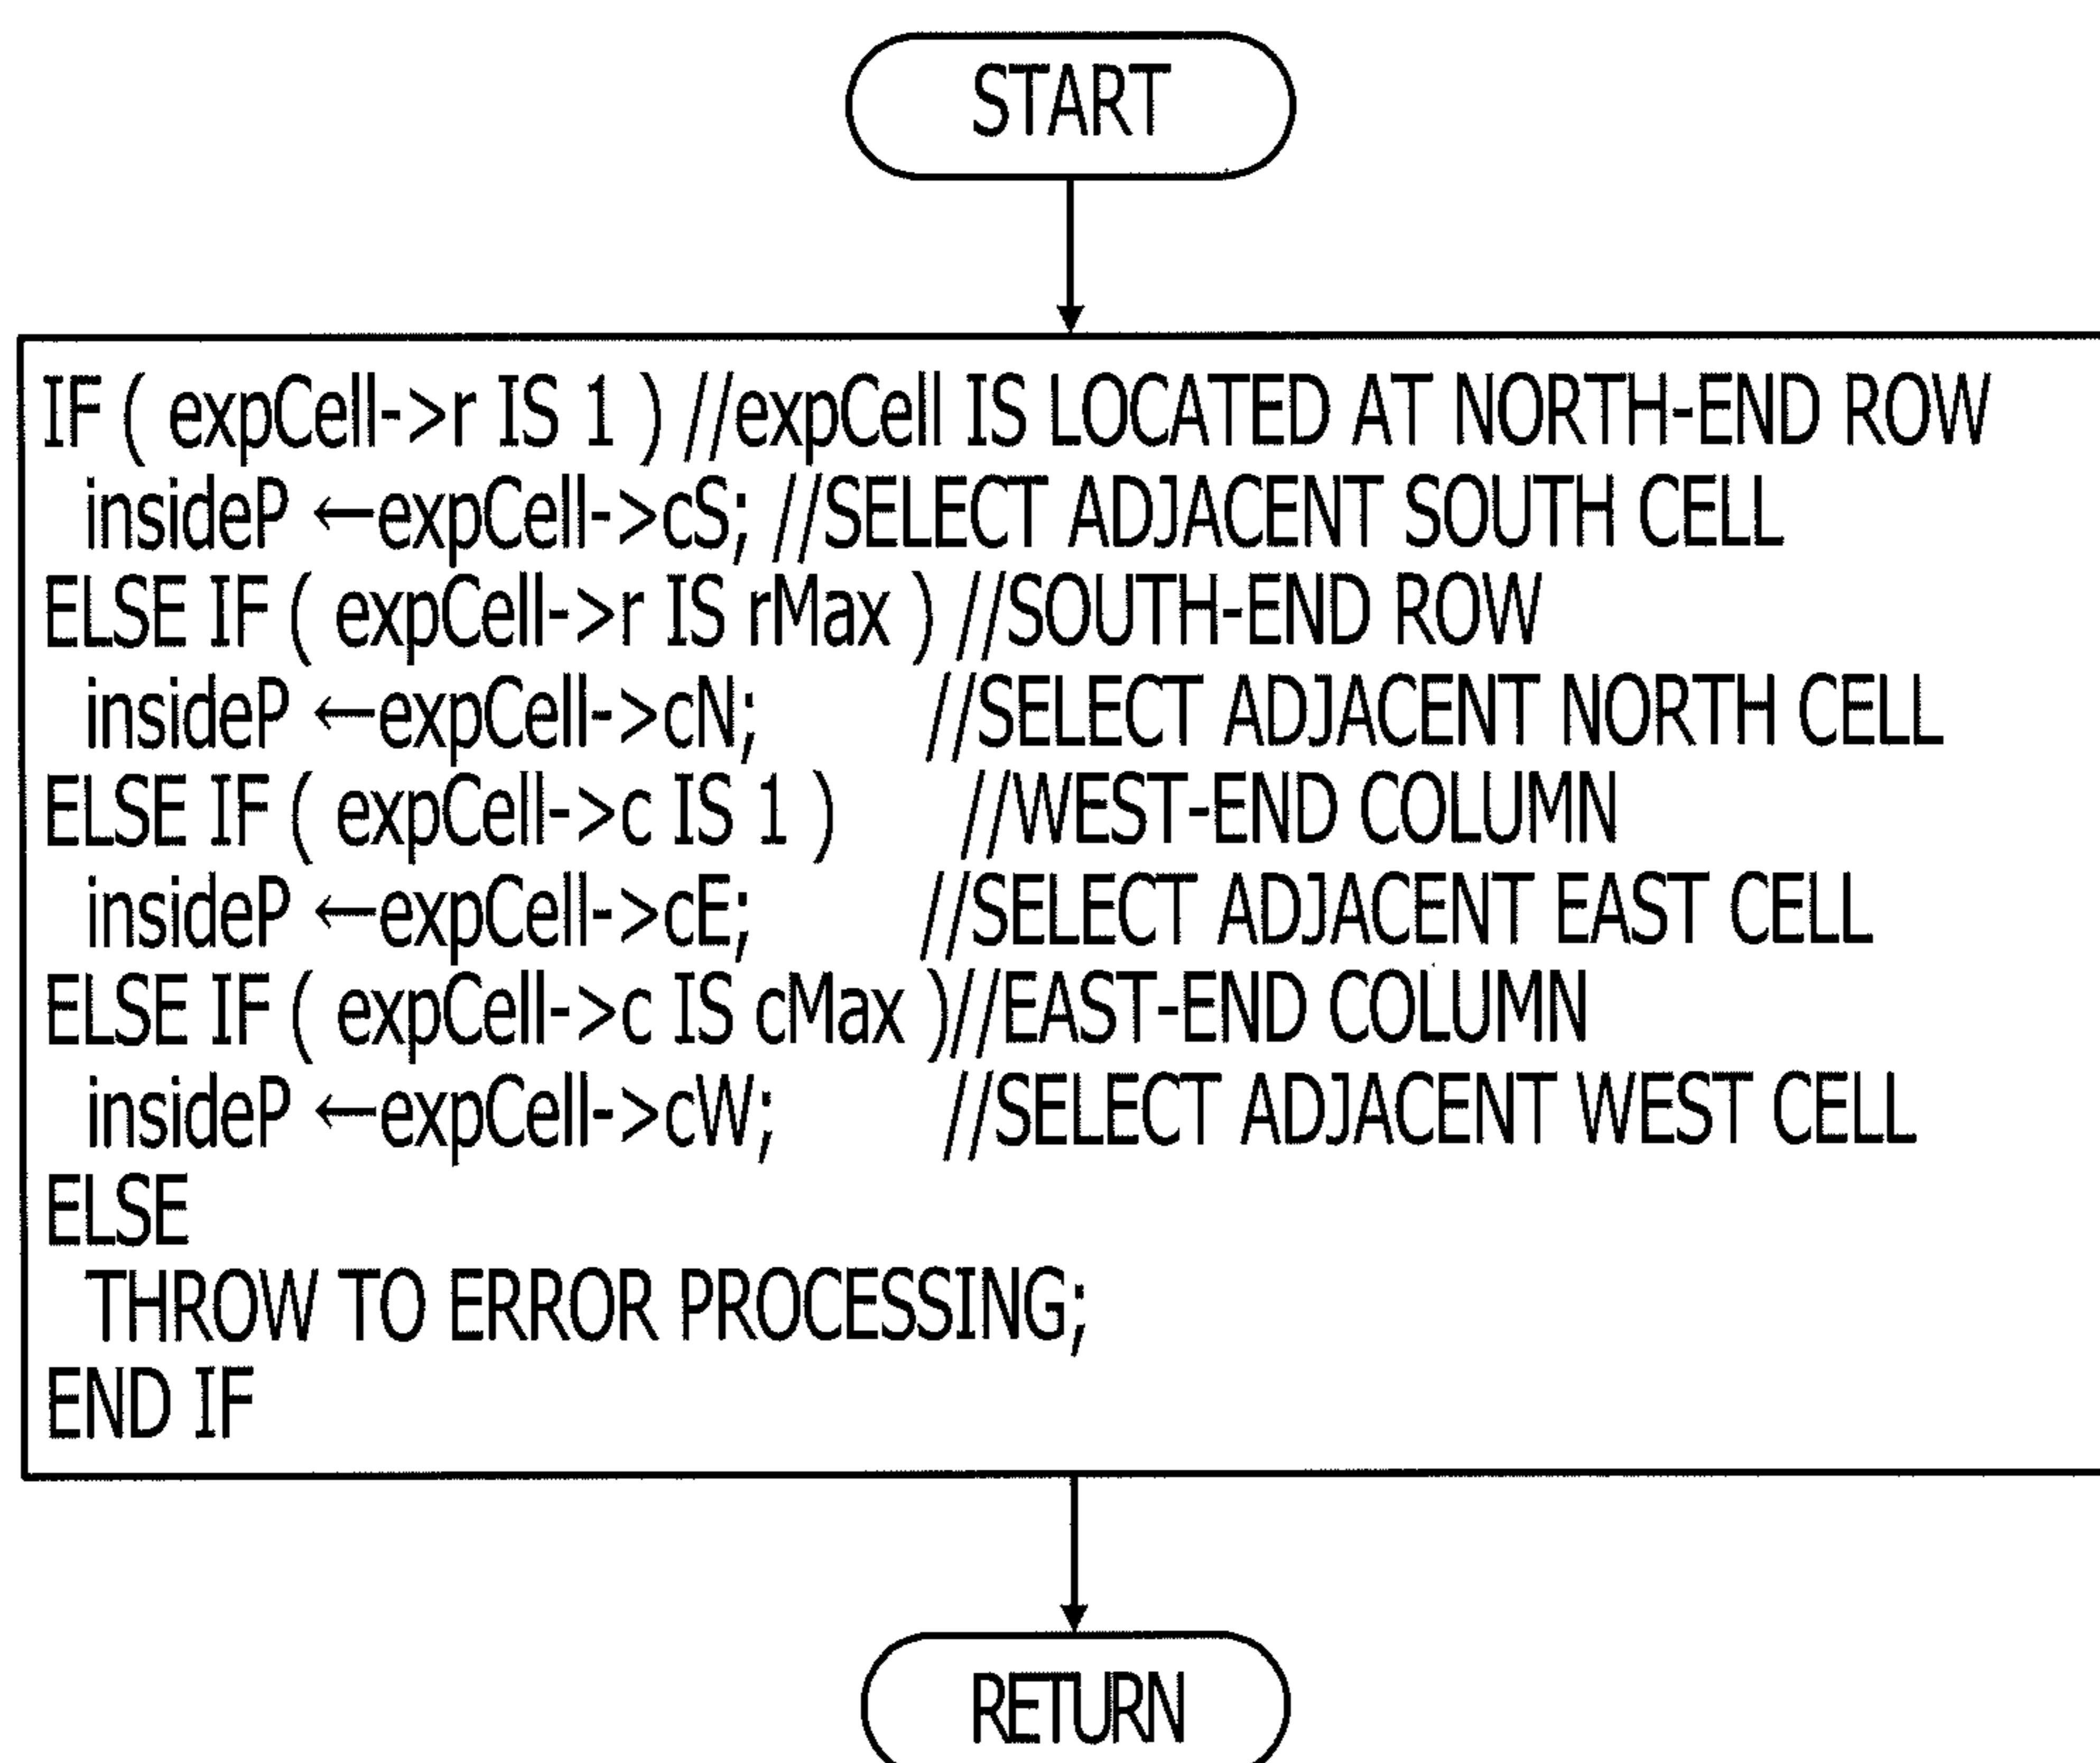 START
IF ( expCell->r IS 1 ) //expCell IS LOCATED AT NORTH-END ROW
insideP ←expCell->cS; //SELECT ADJACENT SOUTH CELL
ELSE IF ( expCell->r IS rMax ) //SOUTH-END ROW
insideP ←expCell->cN; //SELECT ADJACENT NORTH CELL
ELSE IF ( expCell->c IS 1 ) //WEST-END COLUMN
insideP ←expCell->cE; //SELECT ADJACENT EAST CELL
ELSE IF ( expCell->c IS cMax )//EAST-END COLUMN
insideP ←expCell->cW; //SELECT ADJACENT WEST CELL
ELSE
THROW TO ERROR PROCESSING;
END IF
RETURN